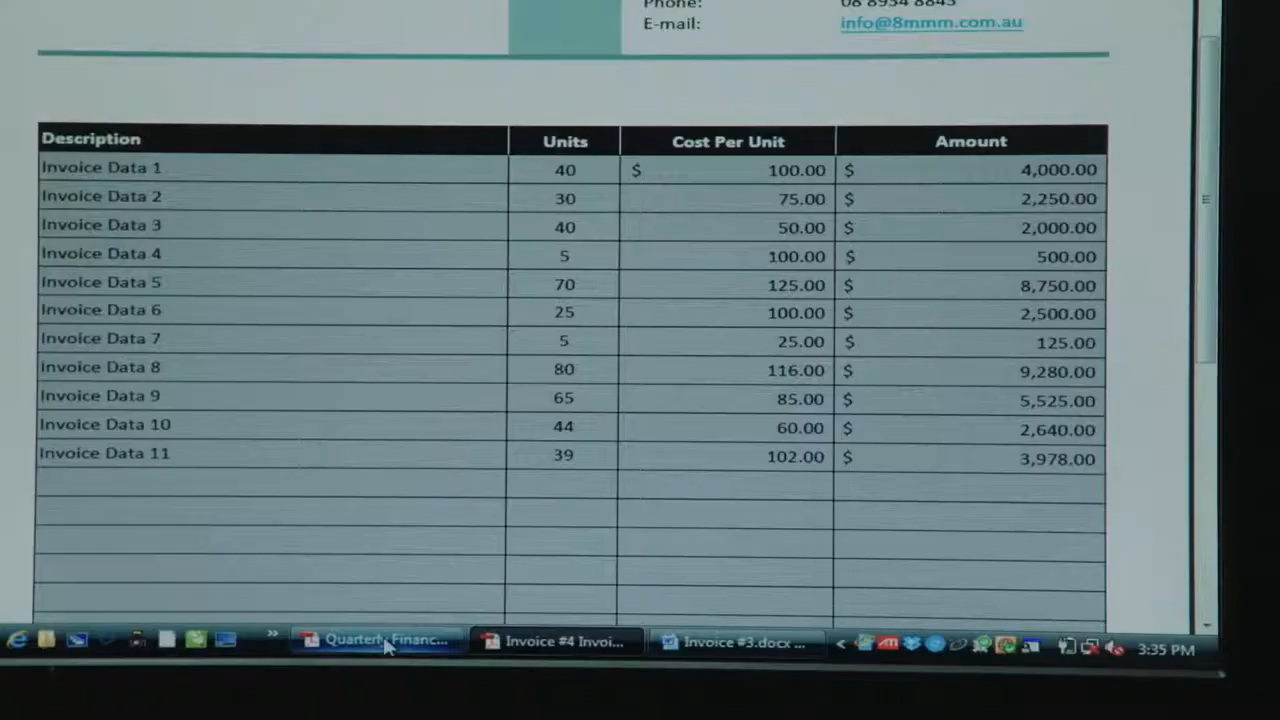 Phone: 08 8954 8845
E-mail: info@8mmm.com.au
Description Units Cost Per Unit Amount
Invoice Data 1 40 $ 100.00 $ 4,000.00
Invoice Data 2 30 75.00 $ 2,250.00
Invoice Data 3 40 50.00 $ 2,000.00
Invoice Data 4 5 100.00 $ 500.00
Invoice Data 5 70 125.00 $ 8,750.00
Invoice Data 6 25 100.00 $ 2,500.00
Invoice Data 7 5 25.00 $ 125.00
Invoice Data 8 80 116.00 $ 9,280.00
Invoice Data 9 65 85.00 $ 5,525.00
Invoice Data 10 44 60.00 $ 2,640.00
Invoice Data 11 39 102.00 $ 3,978.00
Quarterly Financ... Invoice #4 Invoi... Invoice #3.docx ... 3:35 PM